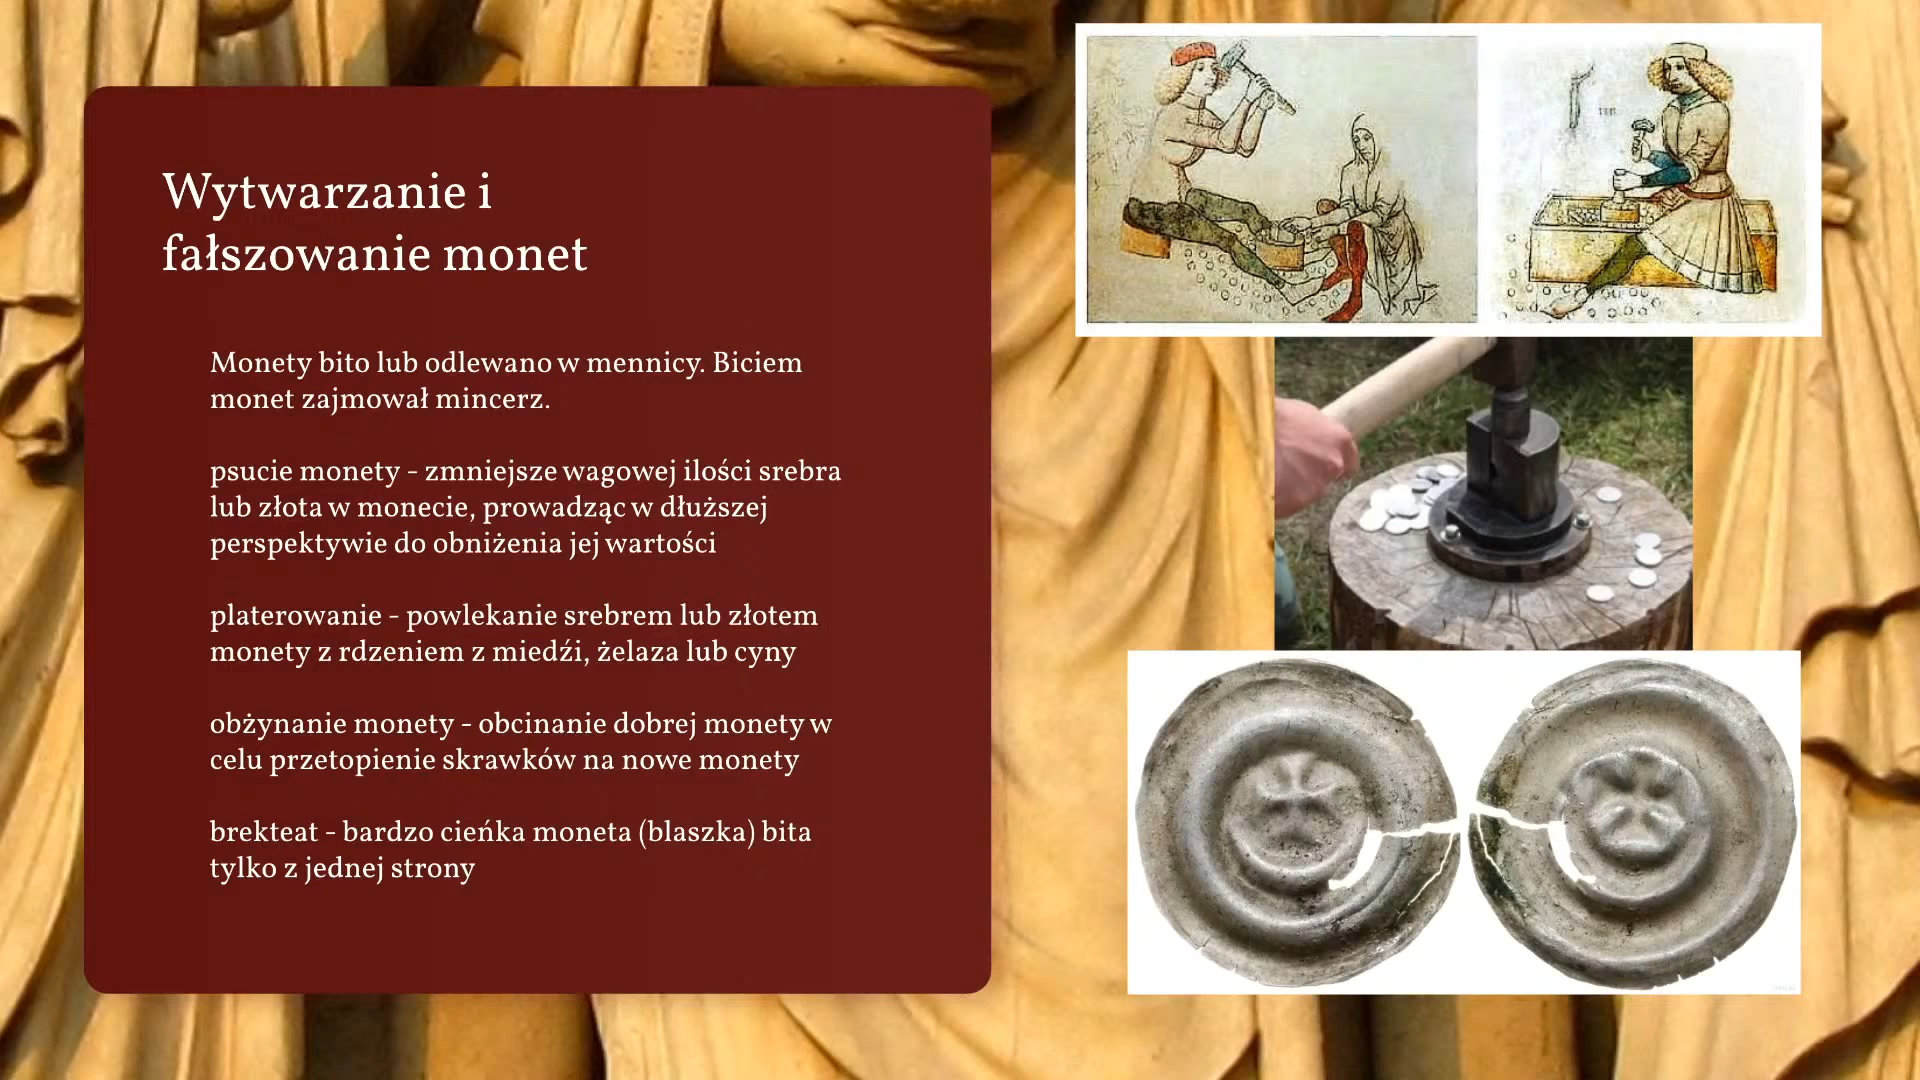 Wytwarzanie i
fałszowanie monet
Monety bito lub odlewano w mennicy. Biciem
monet zajmował mincerz.
psucie monety - zmniejsze wagowej ilości srebra
lub złota w monecie, prowadząc w dłuższej
perspektywie do obniżenia jej wartości
platerowanie - powlekanie srebrem lub złotem
monety z rdzeniem z miedźi, żelaza lub cyny
obżynanie monety - obcinanie dobrej monety w
celu przetopienie skrawków na nowe monety
brekteat - bardzo cieńka moneta (blaszka) bita
tylko z jednej strony